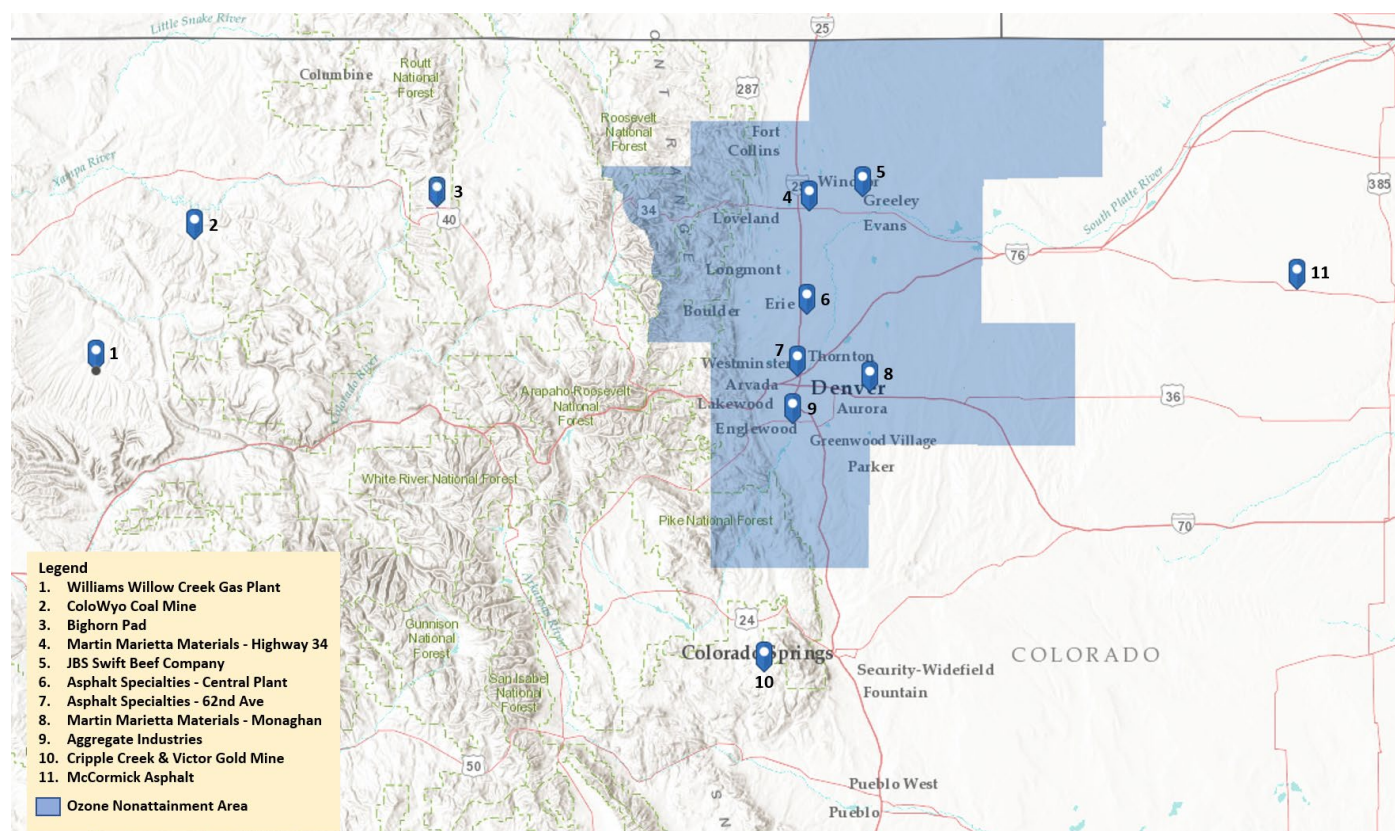 Little Snake River
25
Columbine
Routt
National
Forest
287
Roosevelt
National
Forest
Fort
Collins
Yampa River
South Platte River
385
2
3
40
34
25
Windsor
5
4
Greeley
Loveland
Evans
76
Longmont
11
Erie
6
Boulder
1
7
Thornton
Westminster
8
Arvada
Denver
Arapaho-Roosevelt
National
Forest
Lakewood
9
Aurora
36
Englewood
Greenwood Village
Parker
White River National Forest
Pike National Forest
70
Arkansas River
24
Gunnison
National
Forest
Colorado Springs
COLORADO
10
Security-Widefield
Fountain
San Isabel
National
Forest
50
Pueblo West
Pueblo
S
N
Legend
1. Williams Willow Creek Gas Plant
2. ColoWyo Coal Mine
3. Bighorn Pad
4. Martin Marietta Materials - Highway 34
5. JBS Swift Beef Company
6. Asphalt Specialties - Central Plant
7. Asphalt Specialties - 62nd Ave
8. Martin Marietta Materials - Monaghan
9. Aggregate Industries
10. Cripple Creek & Victor Gold Mine
11. McCormick Asphalt
Ozone Nonattainment Area